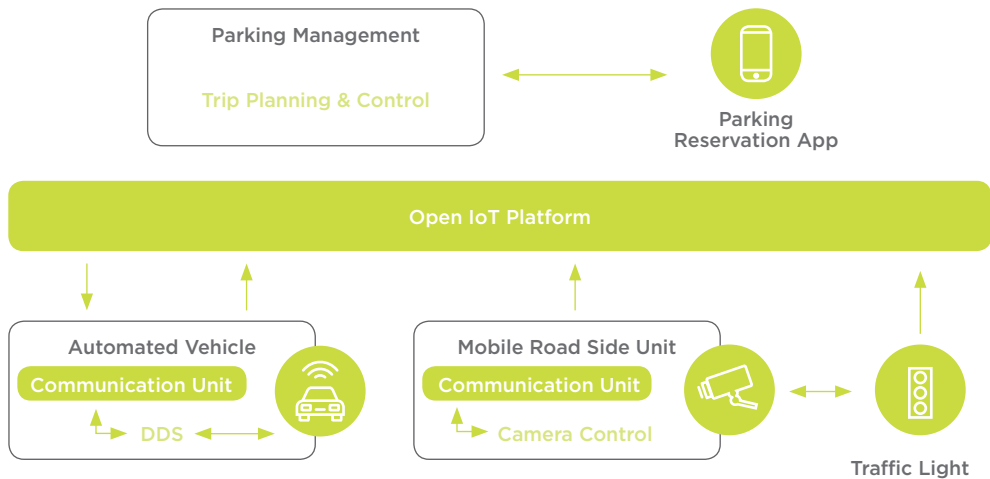 Parking Management
Trip Planning & Control
Parking
Reservation App
Open IoT Platform
Automated Vehicle
Communication Unit
DDS
Mobile Road Side Unit
Communication Unit
Camera Control
Traffic Light